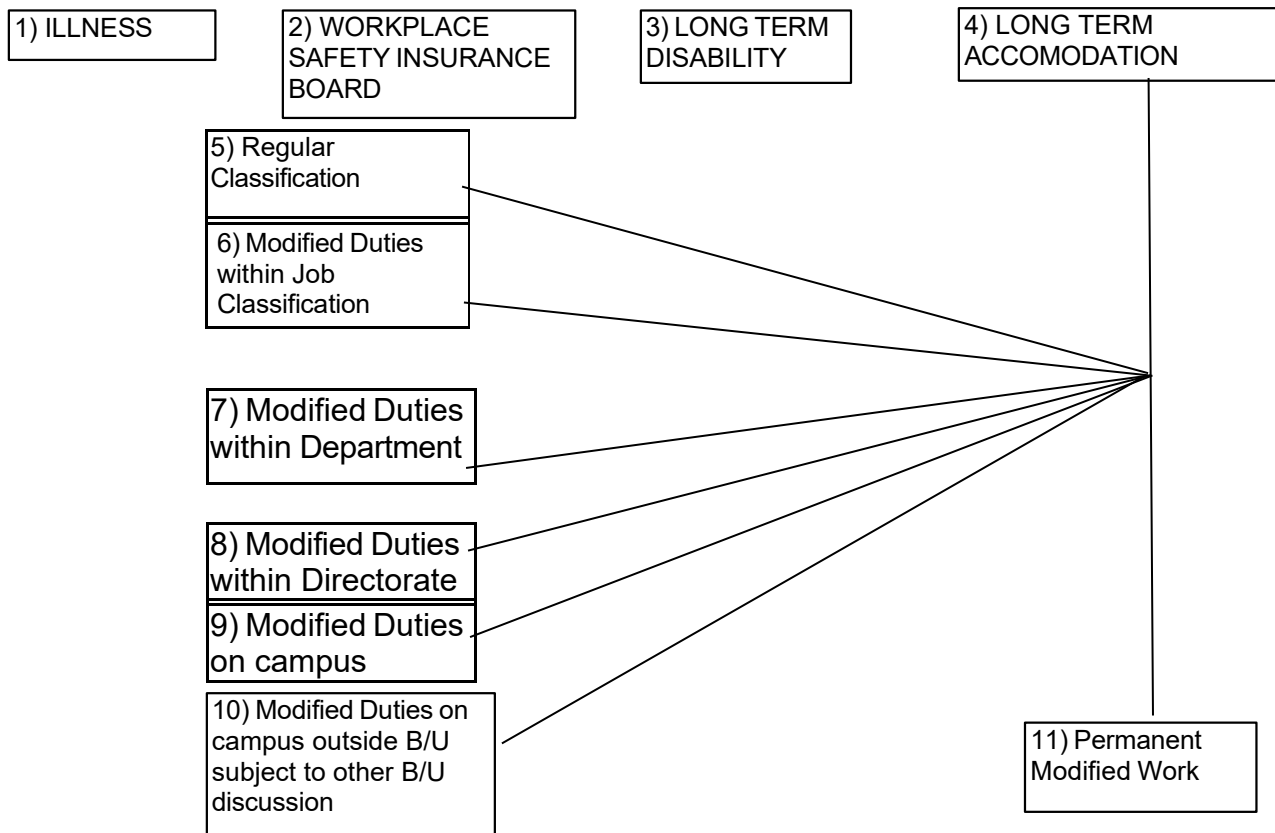 1) ILLNESS
2) WORKPLACE
SAFETY INSURANCE
BOARD
3) LONG TERM
DISABILITY
4) LONG TERM
ACCOMODATION
5) Regular
Classification
6) Modified Duties
within Job
Classification
7) Modified Duties
within Department
8) Modified Duties
within Directorate
9) Modified Duties
on campus
10) Modified Duties on
campus outside B/U
subject to other B/U
discussion
11) Permanent
Modified Work